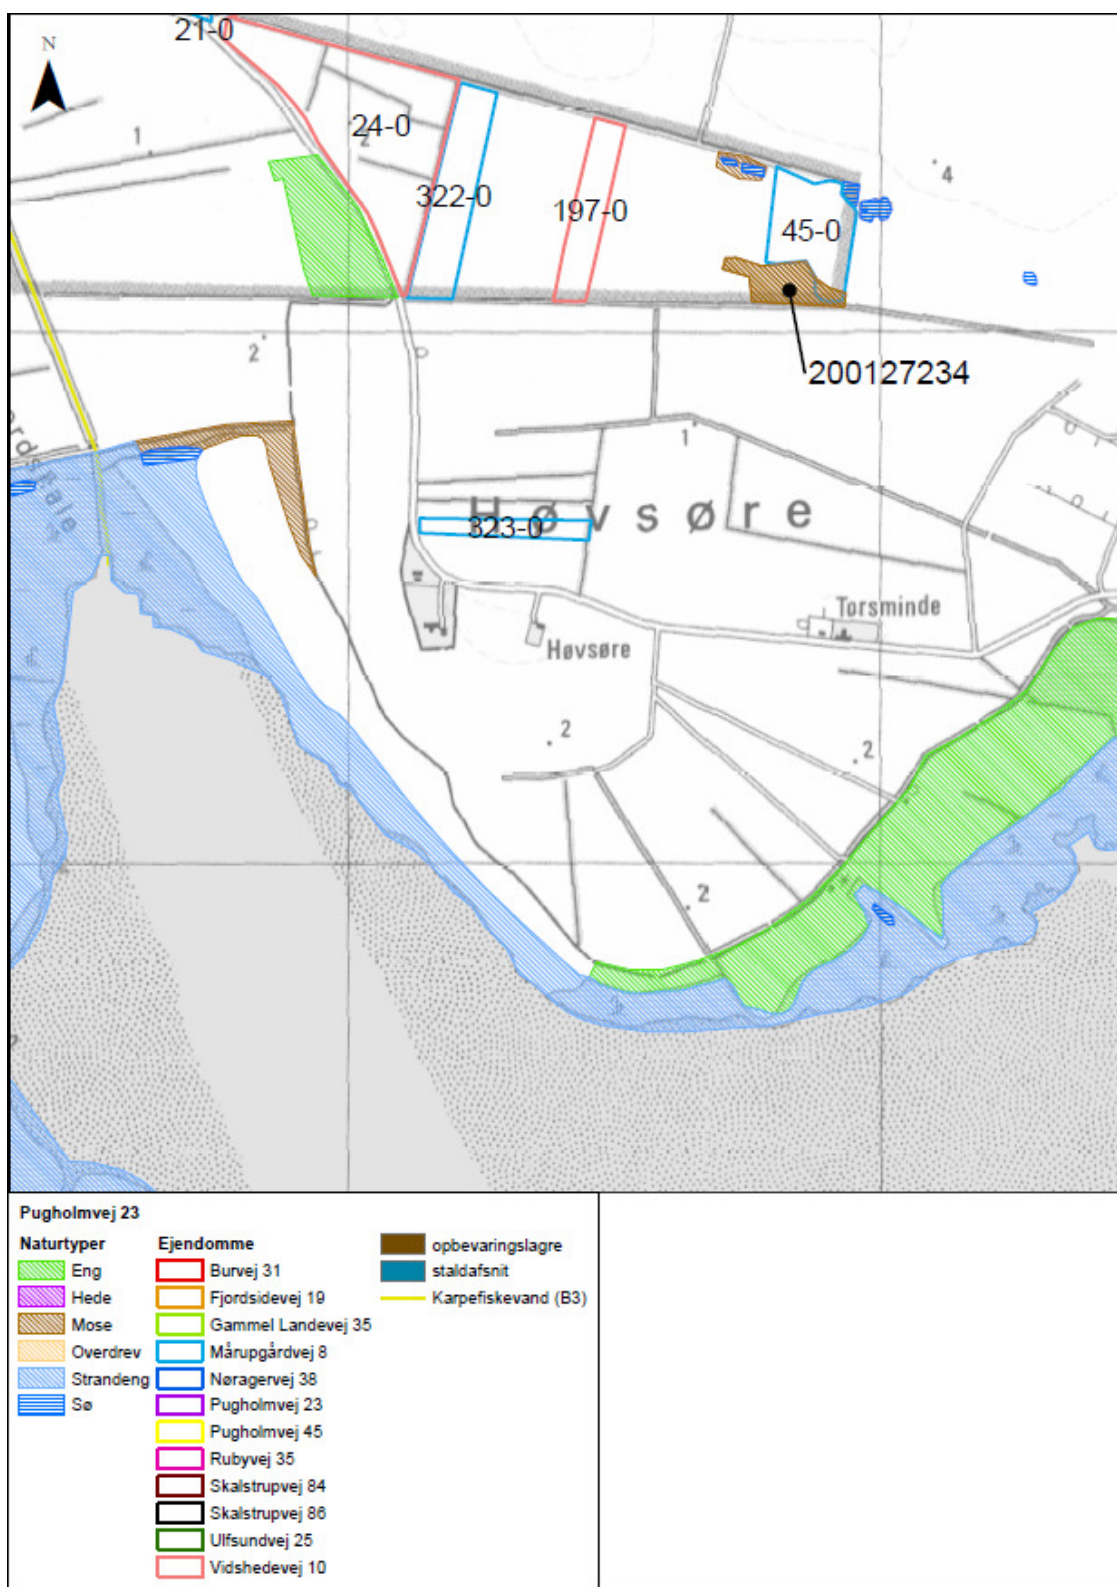 21-0
N
24-0
1
2
322-0
197-0
45-0
4
200127234
2
1
Høvsøre
323-0
Torsminde
Høvsøre
2
2
2
Pugholmvej 23
Naturtyper
Eng
Hede
Mose
Overdrev
Strandeng
Sø
Ejendomme
Burvej 31
Fjordsidevej 19
Gammel Landevej 35
Mårupgårdvej 8
Nøragervej 38
Pugholmvej 23
Pugholmvej 45
Rubyvej 35
Skalstrupvej 84
Skalstrupvej 86
Ulfsundvej 25
Vidshedevej 10
opbevaringslagre
staldafsnit
Karpefiskevand (B3)